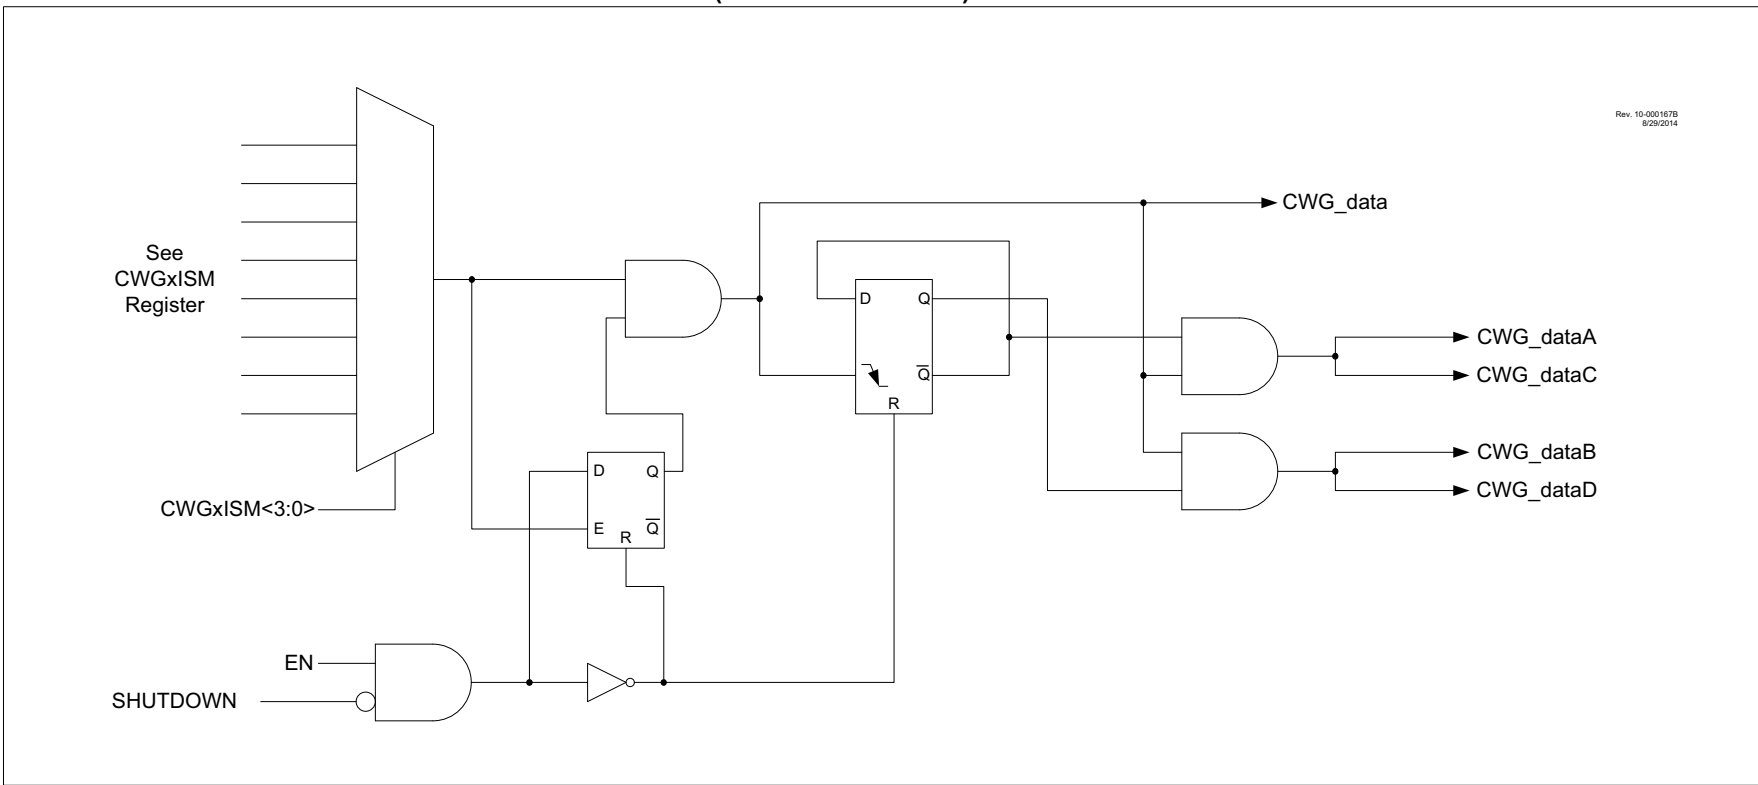 Rev. 10-000167B
8/29/2014
CWG_data
See
CWGxISM
Register
D
Q
Q̅
R
CWG_dataA
CWG_dataC
CWG_dataB
CWG_dataD
D
Q
E
Q̅
R
CWGxISM<3:0>
EN
SHUTDOWN